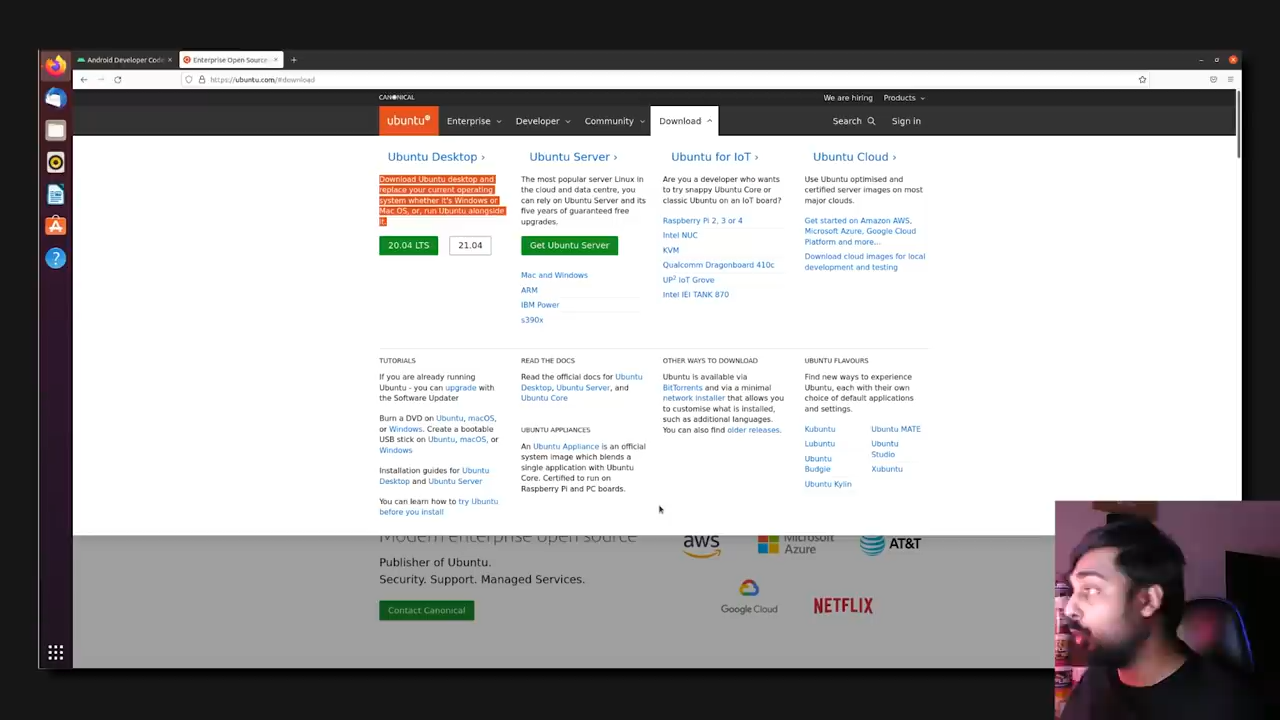 Android Developer Code
Enterprise Open Source
https://ubuntu.com/#download
CANONICAL
We are hiring
Products
ubuntu®
Enterprise
Developer
Community
Download
Search
Sign in
Ubuntu Desktop ›
Download Ubuntu desktop and
replace your current operating
system whether it's Windows or
Mac OS, or, run Ubuntu alongside
it.
20.04 LTS
21.04
Ubuntu Server ›
The most popular server Linux in
the cloud and data centre, you
can rely on Ubuntu Server and its
five years of guaranteed free
upgrades.
Get Ubuntu Server
Mac and Windows
ARM
IBM Power
s390x
Ubuntu for IoT ›
Are you a developer who wants
to try snappy Ubuntu Core or
classic Ubuntu on an IoT board?
Raspberry Pi 2, 3 or 4
Intel NUC
KVM
Qualcomm Dragonboard 410c
UP² IoT Grove
Intel IEI TANK 870
Ubuntu Cloud ›
Use Ubuntu optimised and
certified server images on most
major clouds.
Get started on Amazon AWS,
Microsoft Azure, Google Cloud
Platform and more...
Download cloud images for local
development and testing
TUTORIALS
If you are already running
Ubuntu - you can upgrade with
the Software Updater
Burn a DVD on Ubuntu, macOS,
or Windows. Create a bootable
USB stick on Ubuntu, macOS, or
Windows
Installation guides for Ubuntu
Desktop and Ubuntu Server
You can learn how to try Ubuntu
before you install
READ THE DOCS
Read the official docs for Ubuntu
Desktop, Ubuntu Server, and
Ubuntu Core
UBUNTU APPLIANCES
An Ubuntu Appliance is an official
system image which blends a
single application with Ubuntu
Core. Certified to run on
Raspberry Pi and PC boards.
OTHER WAYS TO DOWNLOAD
Ubuntu is available via
BitTorrents and via a minimal
network installer that allows you
to customise what is installed,
such as additional languages.
You can also find older releases.
UBUNTU FLAVOURS
Find new ways to experience
Ubuntu, each with their own
choice of default applications
and settings.
Kubuntu
Lubuntu
Ubuntu
Budgie
Ubuntu Kylin
Ubuntu MATE
Ubuntu
Studio
Xubuntu
Modern enterprise open source
Publisher of Ubuntu.
Security. Support. Managed Services.
Contact Canonical
aws
Microsoft
Azure
AT&T
Google Cloud
NETFLIX